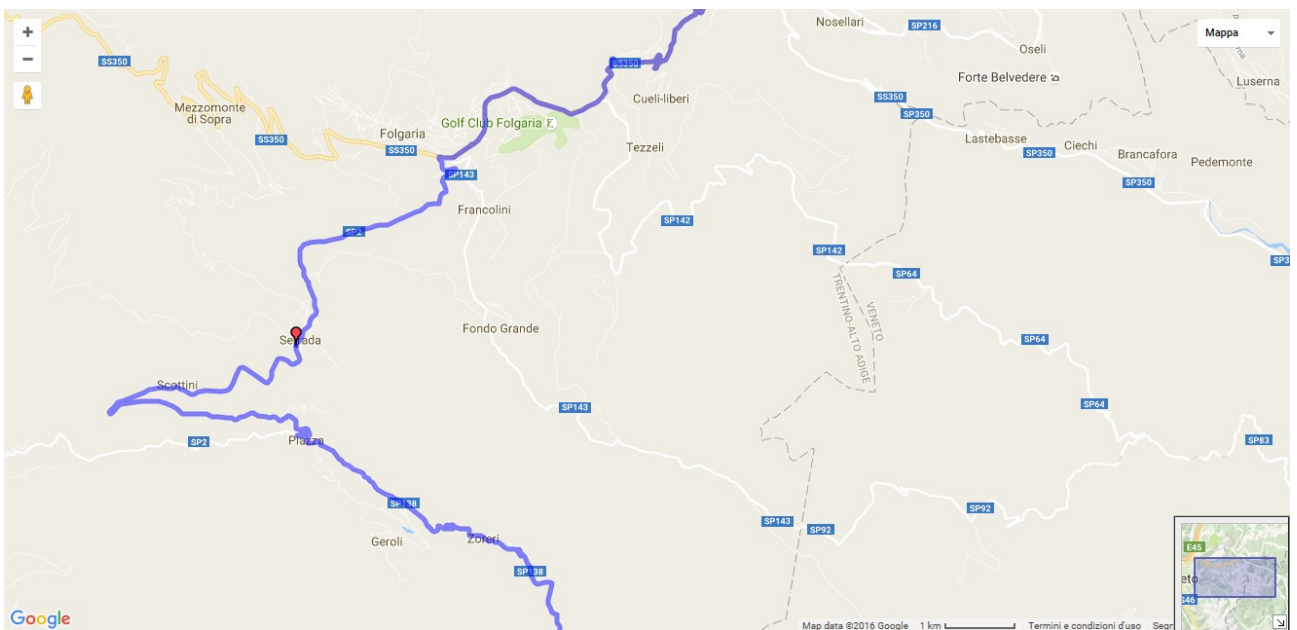 Nosellari
SP216
Oseli
Mappa
SS350
SS350
Forte Belvedere
Luserna
Cueli-liberi
SS350
Mezzomonte
di Sopra
SP350
Golf Club Folgaria
Folgaria
SS350
SS350
Tezzeli
Lastebasse
Ciechi
SP350
Brancafora
Pedemonte
SP143
SP350
Francolini
SP142
SP2
SP142
SP64
TRENTINO-ALTO ADIGE
VENETO
Fondo Grande
Serrada
SP64
Scottini
SP143
SP64
Piazza
SP2
SP83
SP138
SP92
SP143
SP92
Geroli
Zoreri
SP138
E45
Google
Map data ©2016 Google
1 km
Termini e condizioni d'uso